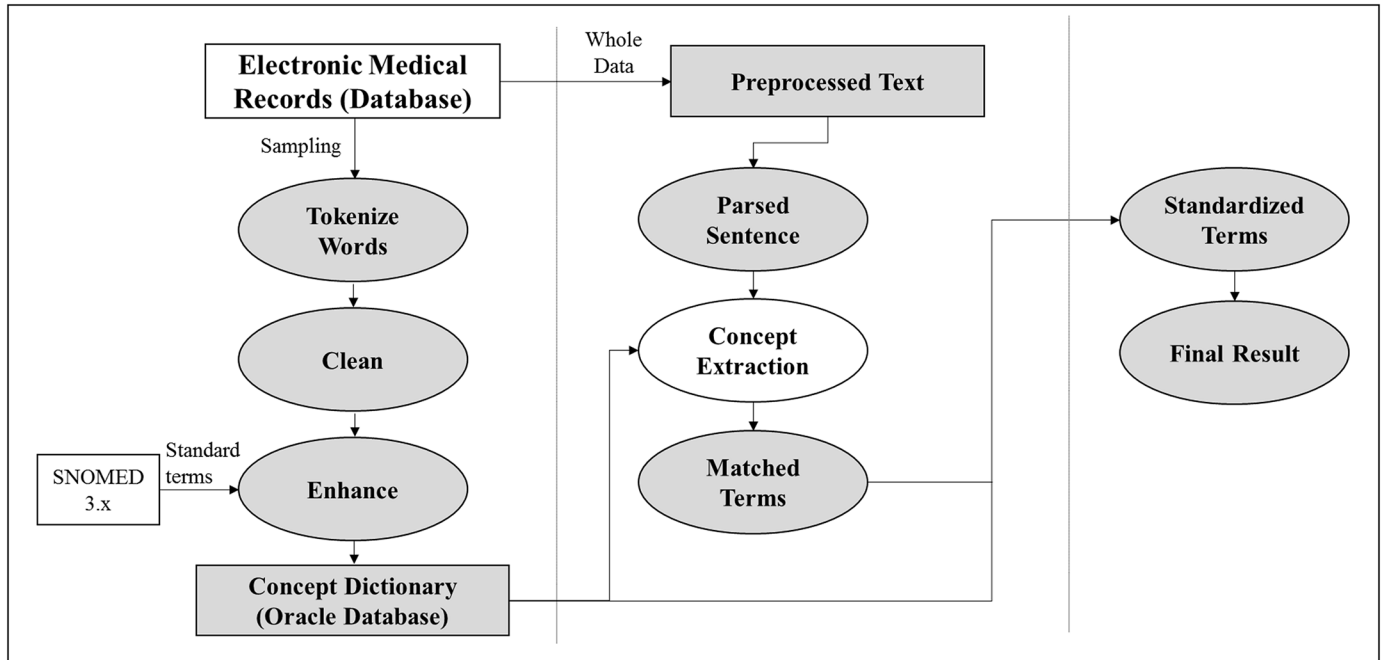 Electronic Medical
Records (Database)
Sampling
Tokenize
Words
Clean
Standard
terms
SNOMED
3.x
Enhance
Concept Dictionary
(Oracle Database)
Whole
Data
Preprocessed Text
Parsed
Sentence
Concept
Extraction
Matched
Terms
Standardized
Terms
Final Result